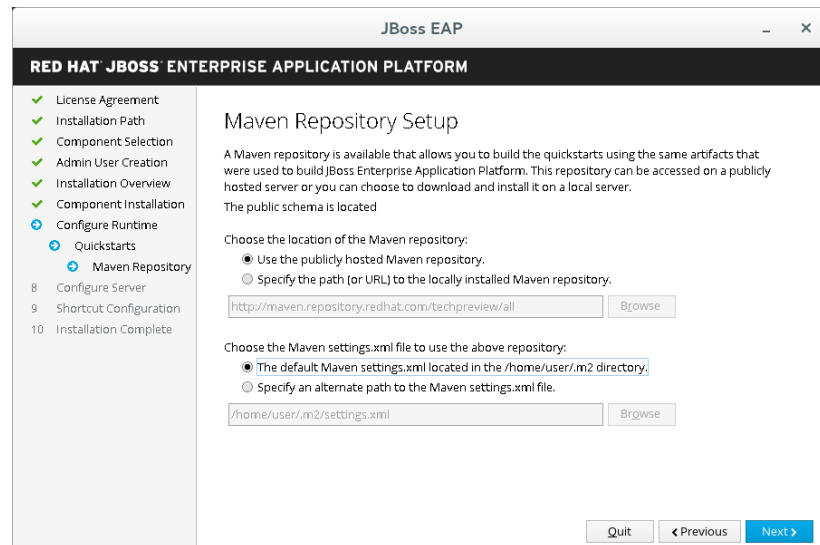 JBoss EAP
RED HAT JBOSS ENTERPRISE APPLICATION PLATFORM
License Agreement
Installation Path
Component Selection
Admin User Creation
Installation Overview
Component Installation
Configure Runtime
Quickstarts
Maven Repository
8 Configure Server
9 Shortcut Configuration
10 Installation Complete
Maven Repository Setup
A Maven repository is available that allows you to build the quickstarts using the same artifacts that
were used to build JBoss Enterprise Application Platform. This repository can be accessed on a publicly
hosted server or you can choose to download and install it on a local server.
The public schema is located
Choose the location of the Maven repository:
Use the publicly hosted Maven repository.
Specify the path (or URL) to the locally installed Maven repository.
http://maven.repository.redhat.com/techpreview/all Browse
Choose the Maven settings.xml file to use the above repository:
The default Maven settings.xml located in the /home/user/.m2 directory.
Specify an alternate path to the Maven settings.xml file.
/home/user/.m2/settings.xml Browse
Quit Previous Next